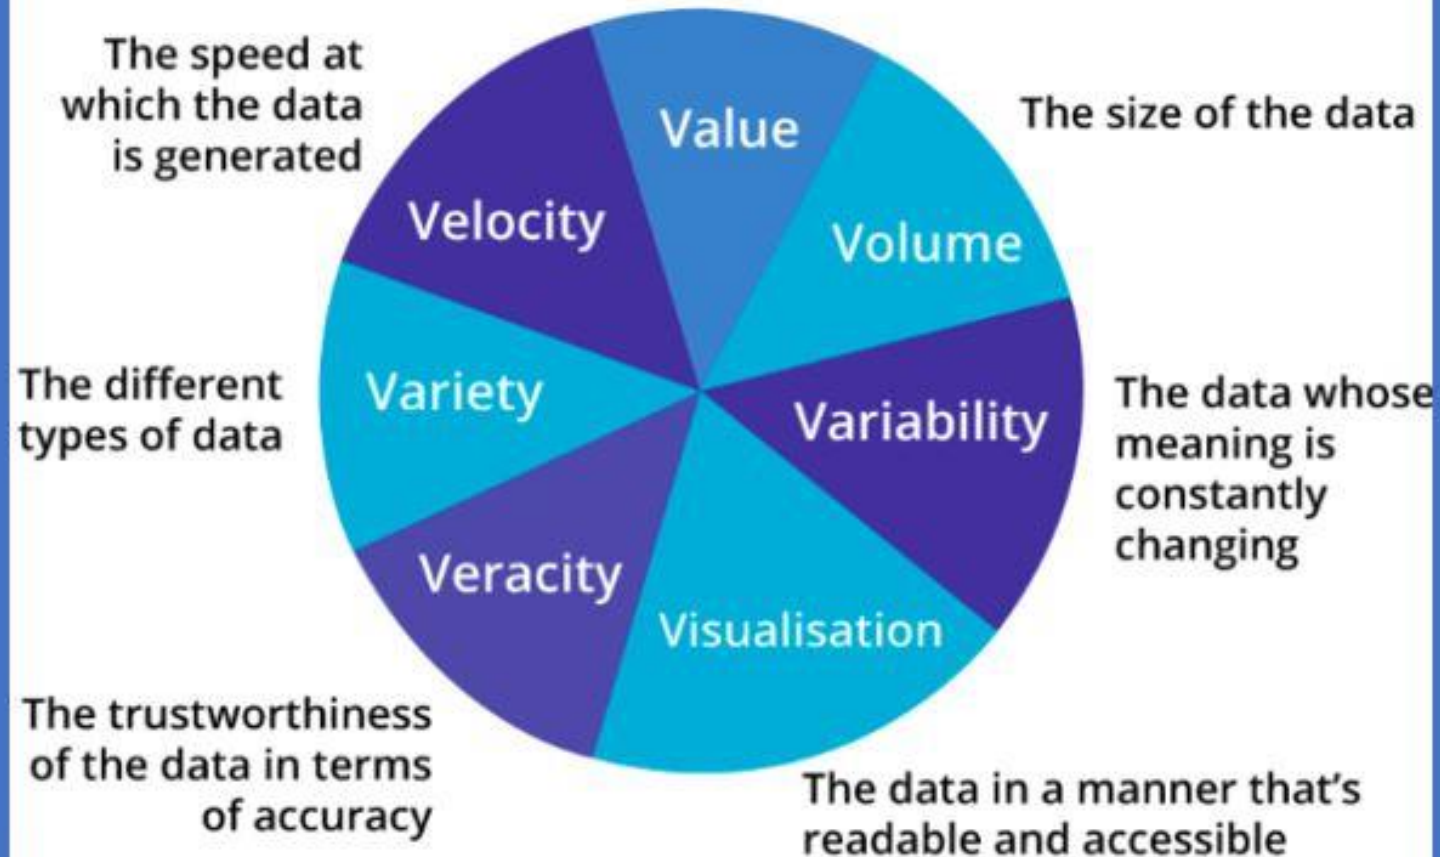 The speed at
which the data
is generated
Value
The size of the data
Velocity
Volume
The different
types of data
Variety
Variability
The data whose
meaning is
constantly
changing
Veracity
Visualisation
The trustworthiness
of the data in terms
of accuracy
The data in a manner that's
readable and accessible